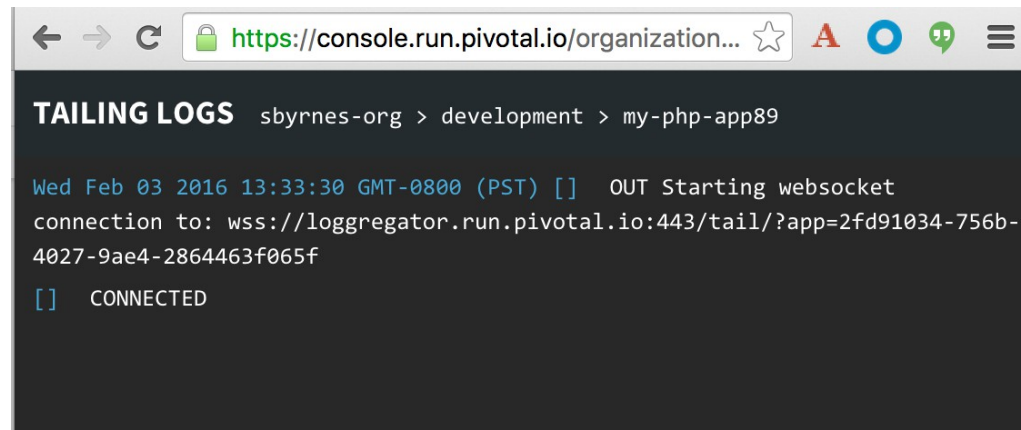 https://console.run.pivotal.io/organization...
A
TAILING LOGS sbyrnes-org > development > my-php-app89
Wed Feb 03 2016 13:33:30 GMT-0800 (PST) [] OUT Starting websocket
connection to: wss://loggregator.run.pivotal.io:443/tail/?app=2fd91034-756b-
4027-9ae4-2864463f065f
[] CONNECTED